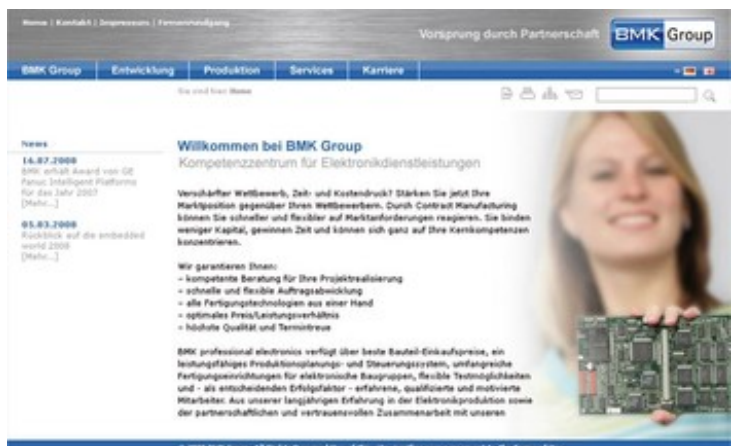 Home | Kontakt | Impressum | Firmenrundgang
Vorsprung durch Partnerschaft
BMK Group
BMK Group Entwicklung Produktion Services Karriere
Sie sind hier: Home
News
16.07.2008
BMK erhält Award von GE
Fanuc Intelligent Platforms
für das Jahr 2007
[Mehr...]
05.03.2008
Rückblick auf die embedded
world 2008
[Mehr...]
Willkommen bei BMK Group
Kompetenzzentrum für Elektronikdienstleistungen
Verschärfter Wettbewerb, Zeit- und Kostendruck? Stärken Sie jetzt Ihre
Marktposition gegenüber Ihren Wettbewerbern. Durch Contract Manufacturing
können Sie schneller und flexibler auf Marktanforderungen reagieren. Sie binden
weniger Kapital, gewinnen Zeit und können sich ganz auf Ihre Kernkompetenzen
konzentrieren.
Wir garantieren Ihnen:
- kompetente Beratung für Ihre Projektrealisierung
- schnelle und flexible Auftragsabwicklung
- alle Fertigungstechnologien aus einer Hand
- optimales Preis/Leistungsverhältnis
- höchste Qualität und Termintreue
BMK professional electronics verfügt über beste Bauteil-Einkaufspreise, ein
leistungsfähiges Produktionsplanungs- und Steuerungssystem, umfangreiche
Fertigungseinrichtungen für elektronische Baugruppen, flexible Testmöglichkeiten
und - als entscheidenden Erfolgsfaktor - erfahrene, qualifizierte und motivierte
Mitarbeiter. Aus unserer langjährigen Erfahrung in der Elektronikproduktion sowie
der partnerschaftlichen und vertrauensvollen Zusammenarbeit mit unseren